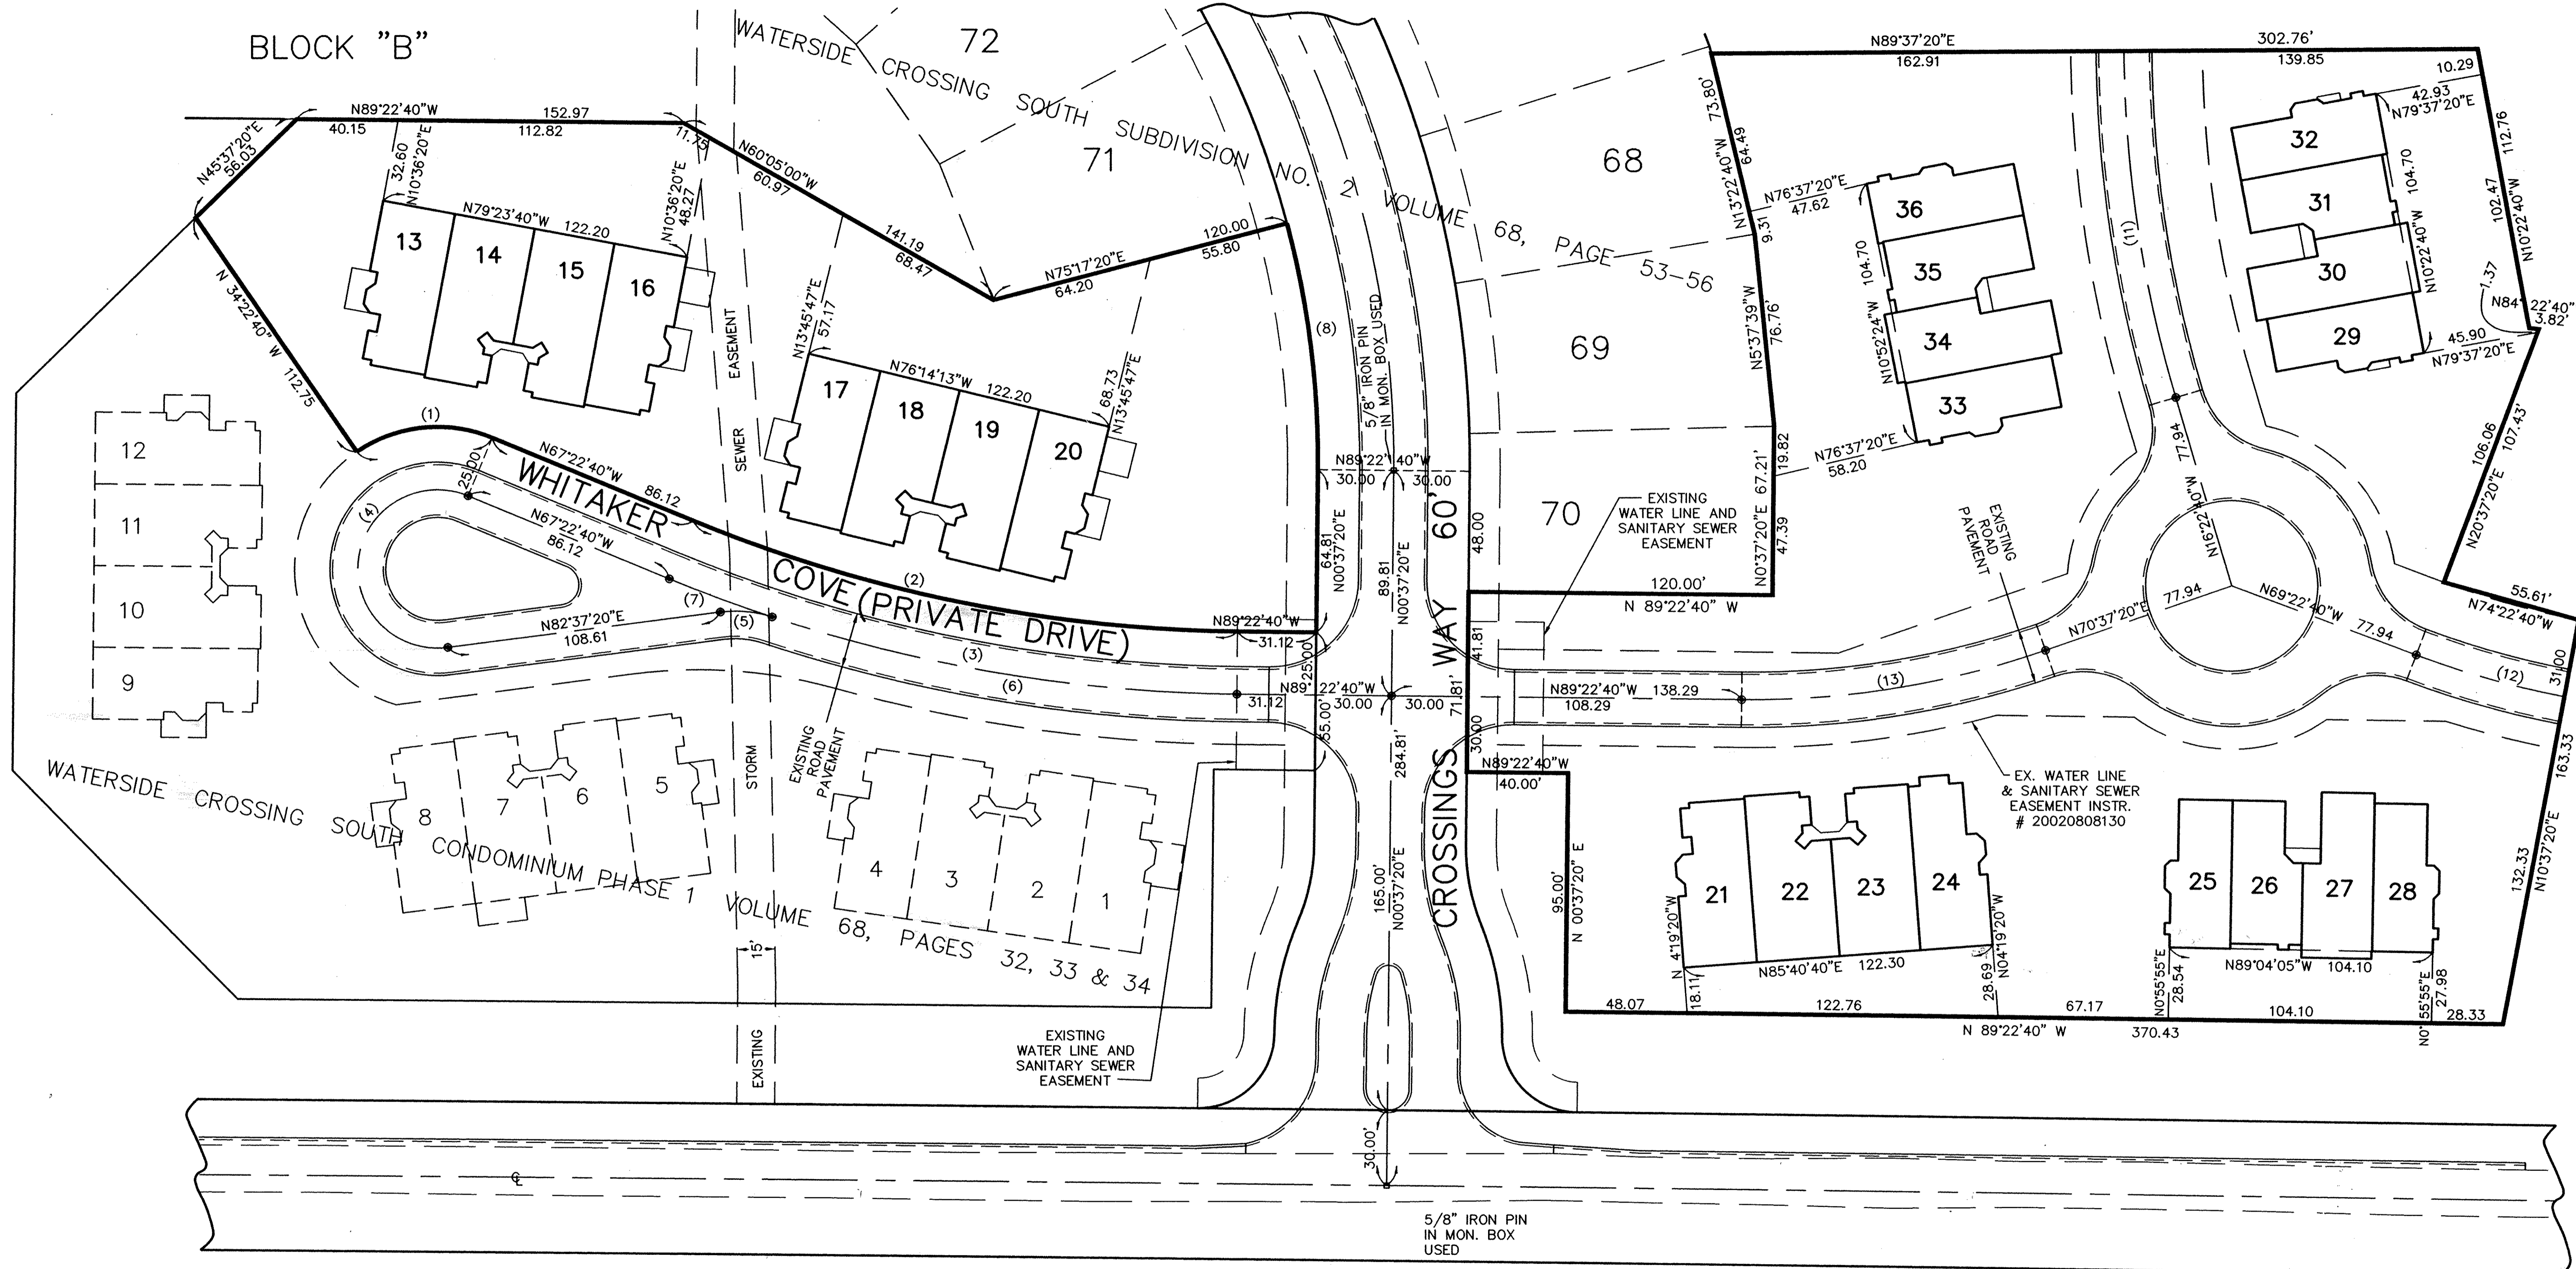 BLOCK "B"
N89°22'40"W 152.97
40.15 112.82
N45°37'20"E
56.03
32.60
N10°36'20"E
11.75
N60°05'00"W
60.97
N10°36'20"E
48.27
N79°23'40"W 122.20
13
14
15
16
N 34°22'40" W 112.75
141.19
68.47
N75°17'20"E 120.00
64.20 55.80
N13°45'47"E
57.17
N76°14'13"W 122.20
68.73
N13°45'47"E
17
18
19
20
72
71
WATERSIDE CROSSING SOUTH SUBDIVISION NO. 2 VOLUME 68, PAGE 53-56
68
69
70
(8)
5/8" IRON PIN
IN MON. BOX USED
N89°22'40"W
30.00 30.00
64.81
N00°37'20"E
89.81
N00°37'20"E
48.00
EXISTING
WATER LINE AND
SANITARY SEWER
EASEMENT
120.00'
N 89°22'40" W
N89°37'20"E 302.76'
162.91 139.85
73.80'
N13°22'40"W 64.49
9.31
N76°37'20"E
47.62
N5°37'39"W
76.76'
19.82
N0°37'20"E 67.21'
47.39
N76°37'20"E
58.20
104.70
N10°52'24"W
36
35
34
33
(11)
32
31
30
29
10.29
42.93
N79°37'20"E
104.70
N10°22'40"W
112.76
102.47
N10°22'40"W
1.37
N84°22'40"
3.82'
45.90
N79°37'20"E
106.06
107.43'
N20°37'20"E
77.94
N16°22'40"W
55.61'
N74°22'40"W
N69°22'40"W
77.94
N70°37'20"E
77.94
(12)
31.00
163.33
132.33
N10°37'20"E
EXISTING
ROAD
PAVEMENT
(13)
N89°22'40"W 138.29
108.29
EX. WATER LINE
& SANITARY SEWER
EASEMENT INSTR.
# 20020808130
41.81
71.81'
30.00
N89°22'40"W
40.00'
95.00'
N 00°37'20" E
21
22
23
24
N 4°19'20"W
18.11
N85°40'40"E 122.30
28.69
N04°19'20"W
25
26
27
28
N0°55'55"E
28.54
N89°04'05"W 104.10
N0°55'55"E
27.98
48.07 122.76 67.17 104.10 28.33
N 89°22'40" W 370.43
(1)
25.00
N67°22'40"W
86.12
WHITAKER COVE (PRIVATE DRIVE)
N67°22'40"W
86.12
(4)
N82°37'20"E
108.61
(7)
(5)
(2)
(3)
(6)
N89°22'40"W
31.12
25.00
N89°22'40"W
31.12 30.00 30.00
55.00'
CROSSINGS WAY 60'
284.81'
165.00'
N00°37'20"E
EXISTING
ROAD
PAVEMENT
12
11
10
9
8
7
6
5
4
3
2
1
WATERSIDE CROSSING SOUTH CONDOMINIUM PHASE 1 VOLUME 68, PAGES 32, 33 & 34
EXISTING 15' STORM SEWER EASEMENT
EXISTING
WATER LINE AND
SANITARY SEWER
EASEMENT
30.00'
℄
5/8" IRON PIN
IN MON. BOX
USED